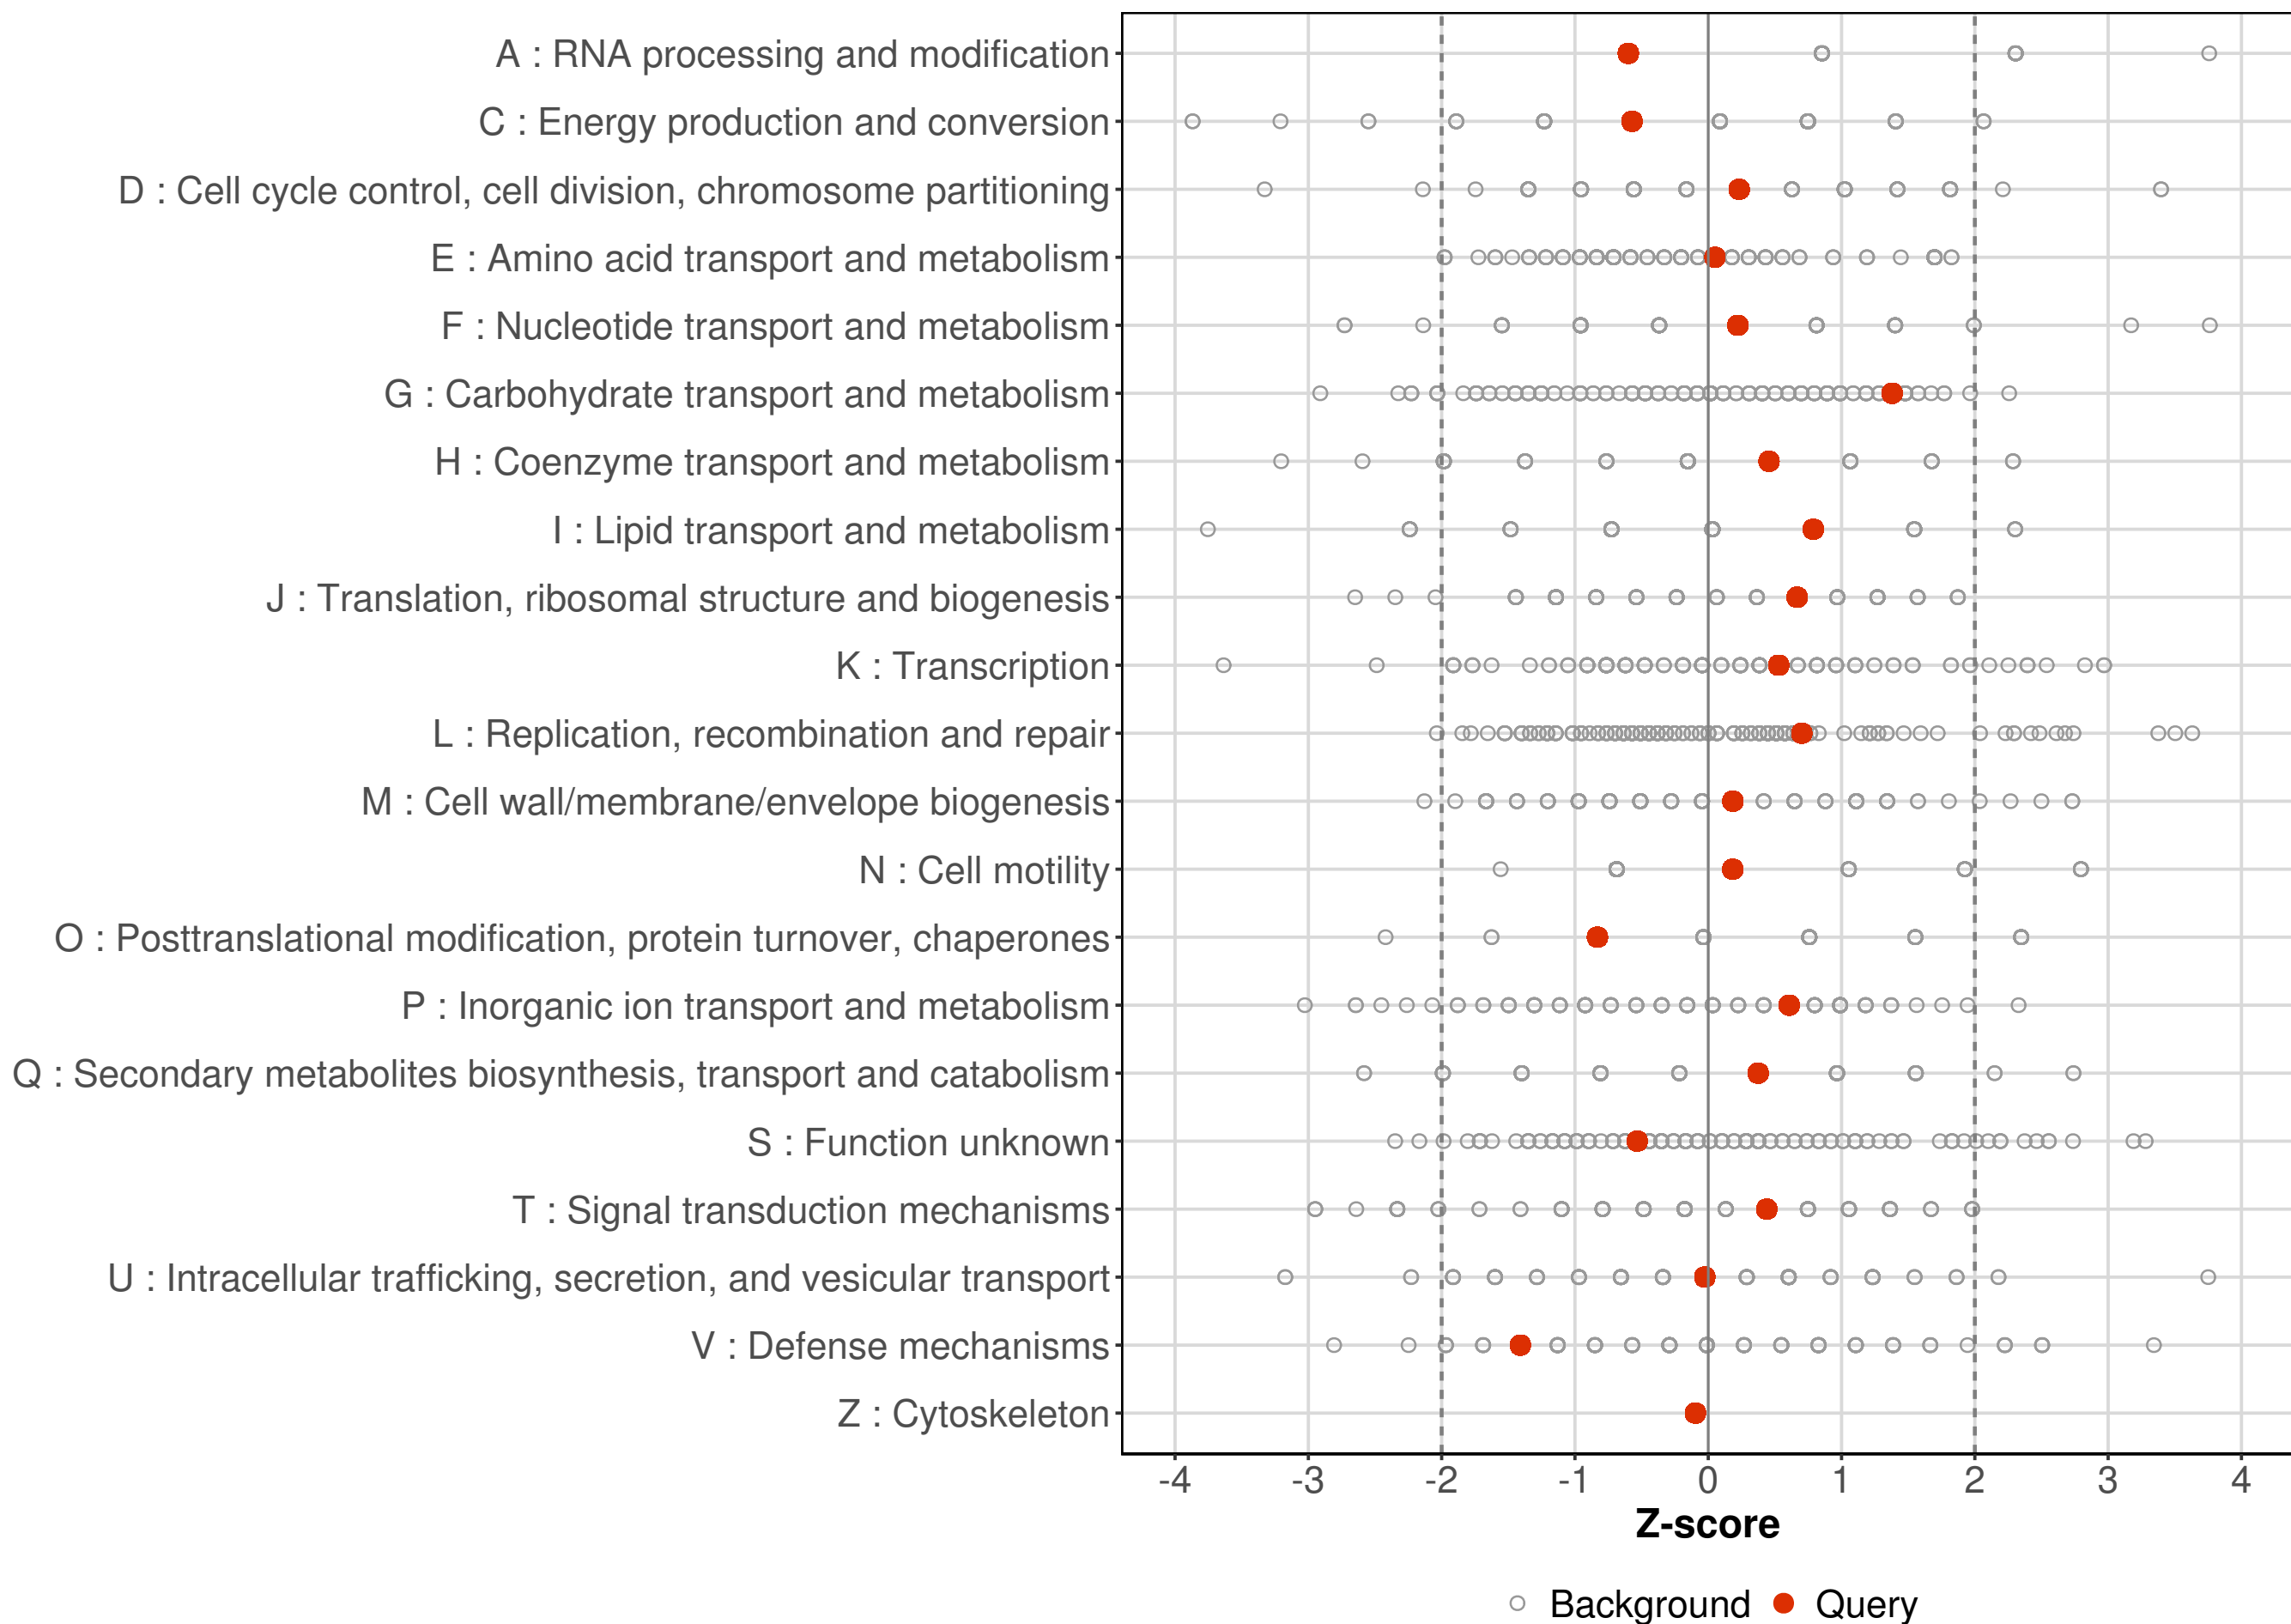 A : RNA processing and modification
C : Energy production and conversion
D : Cell cycle control, cell division, chromosome partitioning
E : Amino acid transport and metabolism
F : Nucleotide transport and metabolism
G : Carbohydrate transport and metabolism
H : Coenzyme transport and metabolism
I : Lipid transport and metabolism
J : Translation, ribosomal structure and biogenesis
K : Transcription
L : Replication, recombination and repair
M : Cell wall/membrane/envelope biogenesis
N : Cell motility
O : Posttranslational modification, protein turnover, chaperones
P : Inorganic ion transport and metabolism
Q : Secondary metabolites biosynthesis, transport and catabolism
S : Function unknown
T : Signal transduction mechanisms
U : Intracellular trafficking, secretion, and vesicular transport
V : Defense mechanisms
Z : Cytoskeleton
-4 -3 -2 -1 0 1 2 3 4
Z-score
Background Query